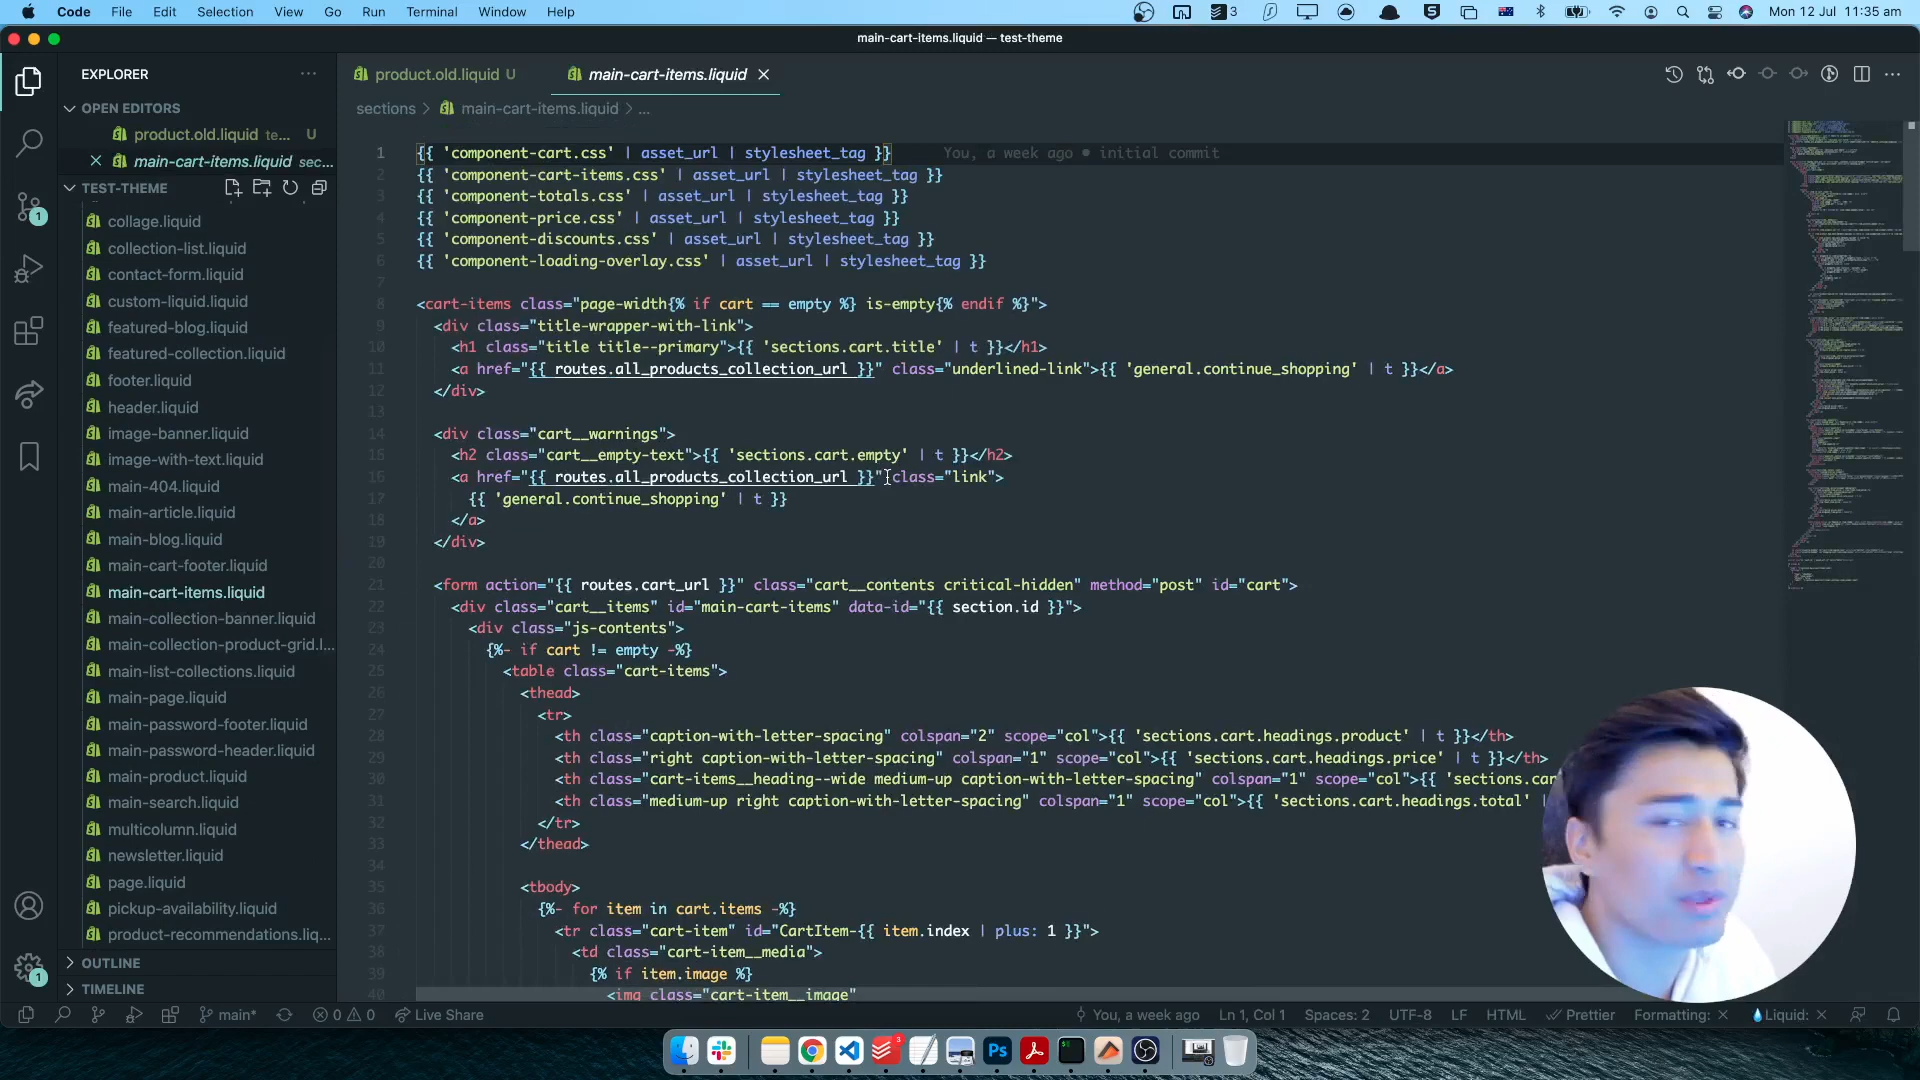 Code File Edit Selection View Go Run Terminal Window Help 3 Mon 12 Jul 11:35 am
main-cart-items.liquid — test-theme
EXPLORER
OPEN EDITORS
product.old.liquid te... U
main-cart-items.liquid sec...
TEST-THEME
collage.liquid
collection-list.liquid
contact-form.liquid
custom-liquid.liquid
featured-blog.liquid
featured-collection.liquid
footer.liquid
header.liquid
image-banner.liquid
image-with-text.liquid
main-404.liquid
main-article.liquid
main-blog.liquid
main-cart-footer.liquid
main-cart-items.liquid
main-collection-banner.liquid
main-collection-product-grid.l...
main-list-collections.liquid
main-page.liquid
main-password-footer.liquid
main-password-header.liquid
main-product.liquid
main-search.liquid
multicolumn.liquid
newsletter.liquid
page.liquid
pickup-availability.liquid
product-recommendations.liq...
OUTLINE
TIMELINE
1
1
product.old.liquid U main-cart-items.liquid
sections > main-cart-items.liquid > ...
1 {{ 'component-cart.css' | asset_url | stylesheet_tag }} You, a week ago • initial commit
2 {{ 'component-cart-items.css' | asset_url | stylesheet_tag }}
3 {{ 'component-totals.css' | asset_url | stylesheet_tag }}
4 {{ 'component-price.css' | asset_url | stylesheet_tag }}
5 {{ 'component-discounts.css' | asset_url | stylesheet_tag }}
6 {{ 'component-loading-overlay.css' | asset_url | stylesheet_tag }}
7
8 <cart-items class="page-width{% if cart == empty %} is-empty{% endif %}">
9 <div class="title-wrapper-with-link">
10 <h1 class="title title--primary">{{ 'sections.cart.title' | t }}</h1>
11 <a href="{{ routes.all_products_collection_url }}" class="underlined-link">{{ 'general.continue_shopping' | t }}</a>
12 </div>
13
14 <div class="cart__warnings">
15 <h2 class="cart__empty-text">{{ 'sections.cart.empty' | t }}</h2>
16 <a href="{{ routes.all_products_collection_url }}" class="link">
17 {{ 'general.continue_shopping' | t }}
18 </a>
19 </div>
20
21 <form action="{{ routes.cart_url }}" class="cart__contents critical-hidden" method="post" id="cart">
22 <div class="cart__items" id="main-cart-items" data-id="{{ section.id }}">
23 <div class="js-contents">
24 {%- if cart != empty -%}
25 <table class="cart-items">
26 <thead>
27 <tr>
28 <th class="caption-with-letter-spacing" colspan="2" scope="col">{{ 'sections.cart.headings.product' | t }}</th>
29 <th class="right caption-with-letter-spacing" colspan="1" scope="col">{{ 'sections.cart.headings.price' | t }}</th>
30 <th class="cart-items__heading--wide medium-up caption-with-letter-spacing" colspan="1" scope="col">{{ 'sections.car
31 <th class="medium-up right caption-with-letter-spacing" colspan="1" scope="col">{{ 'sections.cart.headings.total' |
32 </tr>
33 </thead>
34
35 <tbody>
36 {%- for item in cart.items -%}
37 <tr class="cart-item" id="CartItem-{{ item.index | plus: 1 }}">
38 <td class="cart-item__media">
39 {% if item.image %}
40 <img class="cart-item__image"
main* 0 0 Live Share You, a week ago Ln 1, Col 1 Spaces: 2 UTF-8 LF HTML Prettier Formatting: Liquid:
3
Ps